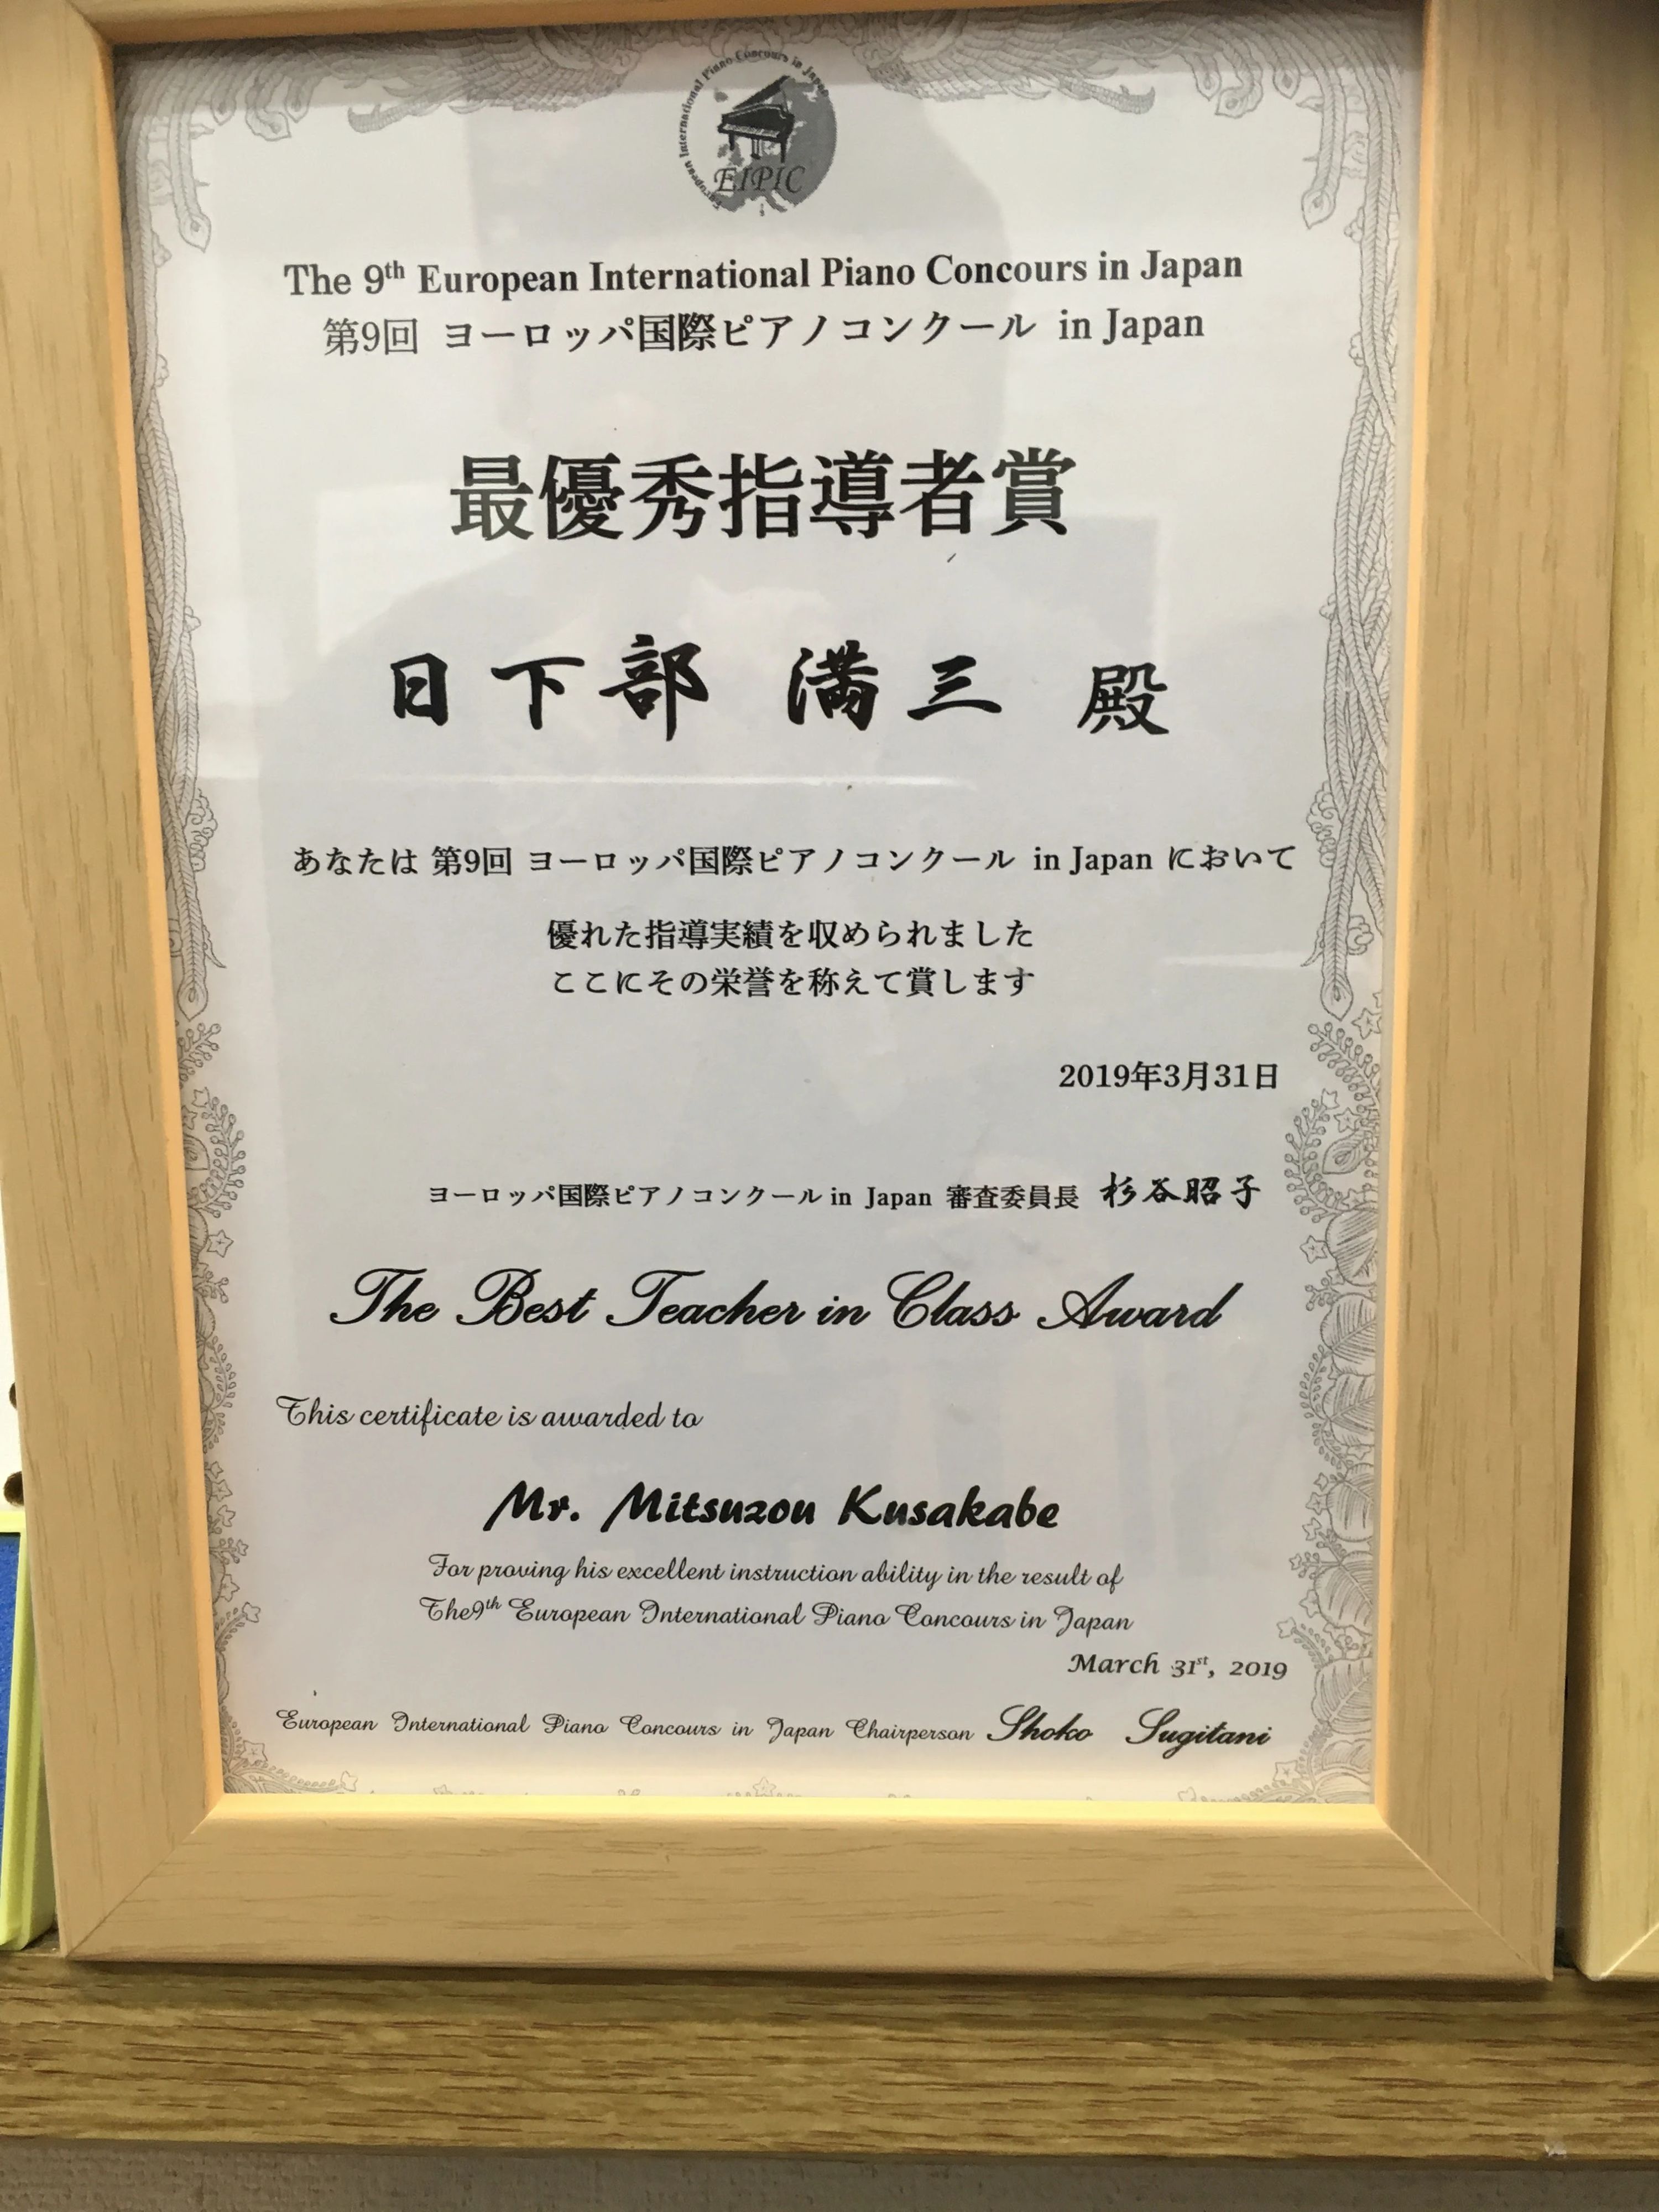 European International Piano Concours in Japan
EIPIC
The 9th European International Piano Concours in Japan
第9回 ヨーロッパ国際ピアノコンクール in Japan
最優秀指導者賞
日下部 満三 殿
あなたは 第9回 ヨーロッパ国際ピアノコンクール in Japan において
優れた指導実績を収められました
ここにその栄誉を称えて賞します
2019年3月31日
ヨーロッパ国際ピアノコンクール in Japan 審査委員長 杉谷昭子
The Best Teacher in Class Award
This certificate is awarded to
Mr. Mitsuzou Kusakabe
For proving his excellent instruction ability in the result of
The9th European International Piano Concours in Japan
March 31st, 2019
European International Piano Concours in Japan Chairperson Shoko Sugitani